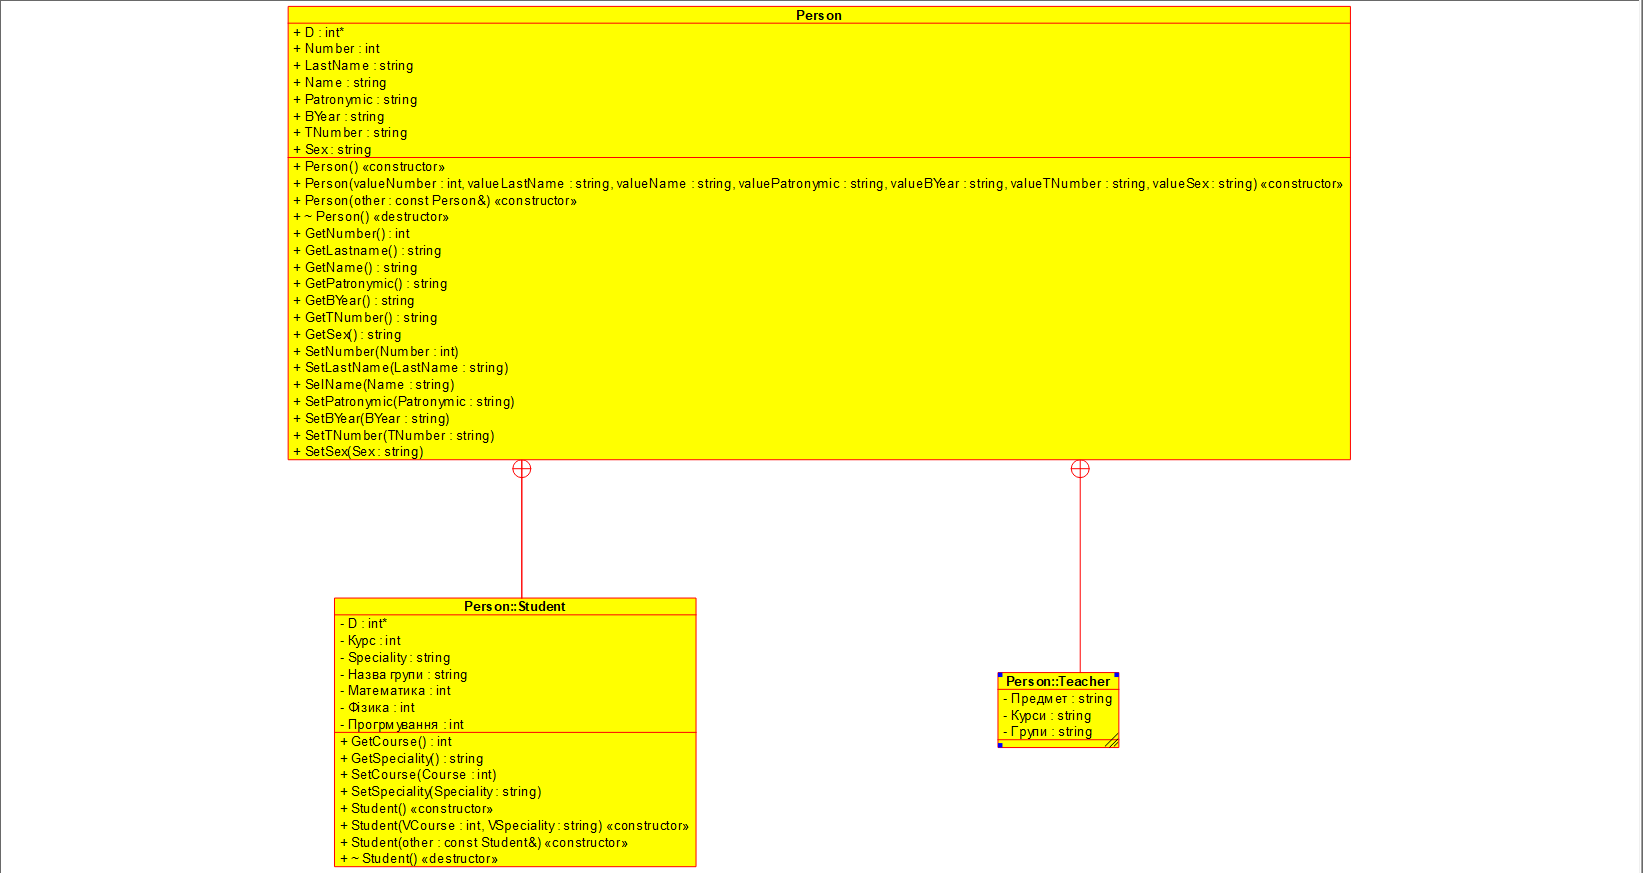 Person
+ D : int*
+ Number : int
+ LastName : string
+ Name : string
+ Patronymic : string
+ BYear : string
+ TNumber : string
+ Sex : string
+ Person() «constructor»
+ Person(valueNumber : int, valueLastName : string, valueName : string, valuePatronymic : string, valueBYear : string, valueTNumber : string, valueSex : string) «constructor»
+ Person(other : const Person&) «constructor»
+ ~ Person() «destructor»
+ GetNumber() : int
+ GetLastname() : string
+ GetName() : string
+ GetPatronymic() : string
+ GetBYear() : string
+ GetTNumber() : string
+ GetSex() : string
+ SetNumber(Number : int)
+ SetLastName(LastName : string)
+ SelName(Name : string)
+ SetPatronymic(Patronymic : string)
+ SetBYear(BYear : string)
+ SetTNumber(TNumber : string)
+ SetSex(Sex : string)
Person::Student
- D : int*
- Курс : int
- Speciality : string
- Назва групи : string
- Математика : int
- Фізика : int
- Прогрмування : int
+ GetCourse() : int
+ GetSpeciality() : string
+ SetCourse(Course : int)
+ SetSpeciality(Speciality : string)
+ Student() «constructor»
+ Student(VCourse : int, VSpeciality : string) «constructor»
+ Student(other : const Student&) «constructor»
+ ~ Student() «destructor»
Person::Teacher
- Предмет : string
- Курси : string
- Групи : string